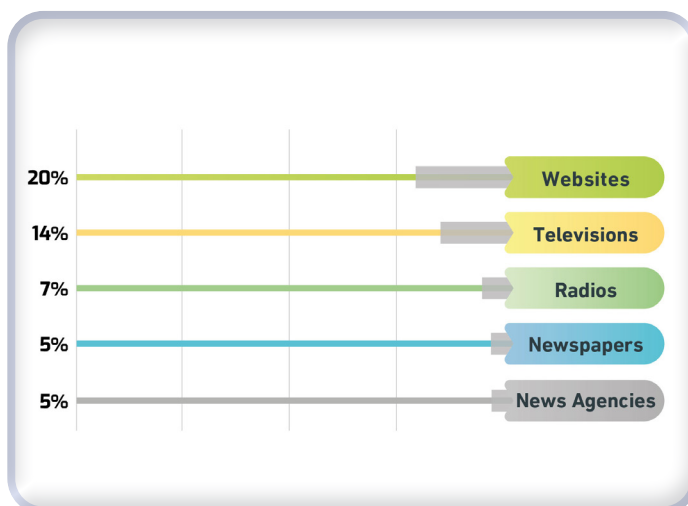 20% Websites
14% Televisions
7% Radios
5% Newspapers
5% News Agencies